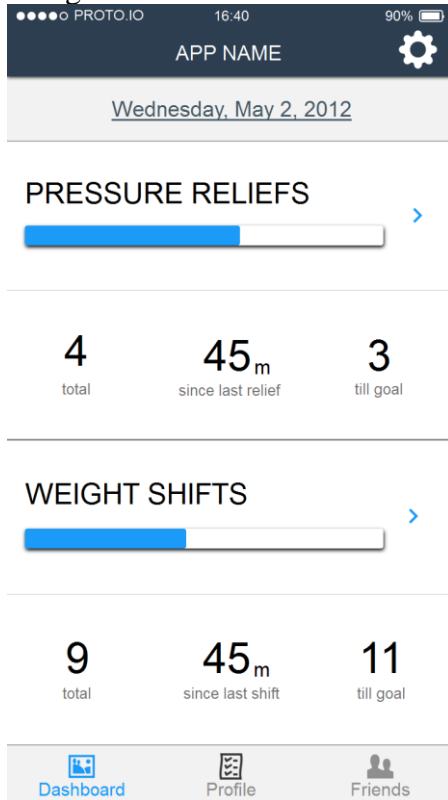 PROTO.IO 16:40 90%
APP NAME
Wednesday, May 2, 2012
PRESSURE RELIEFS
4 45m 3
total since last relief till goal
WEIGHT SHIFTS
9 45m 11
total since last shift till goal
Dashboard Profile Friends